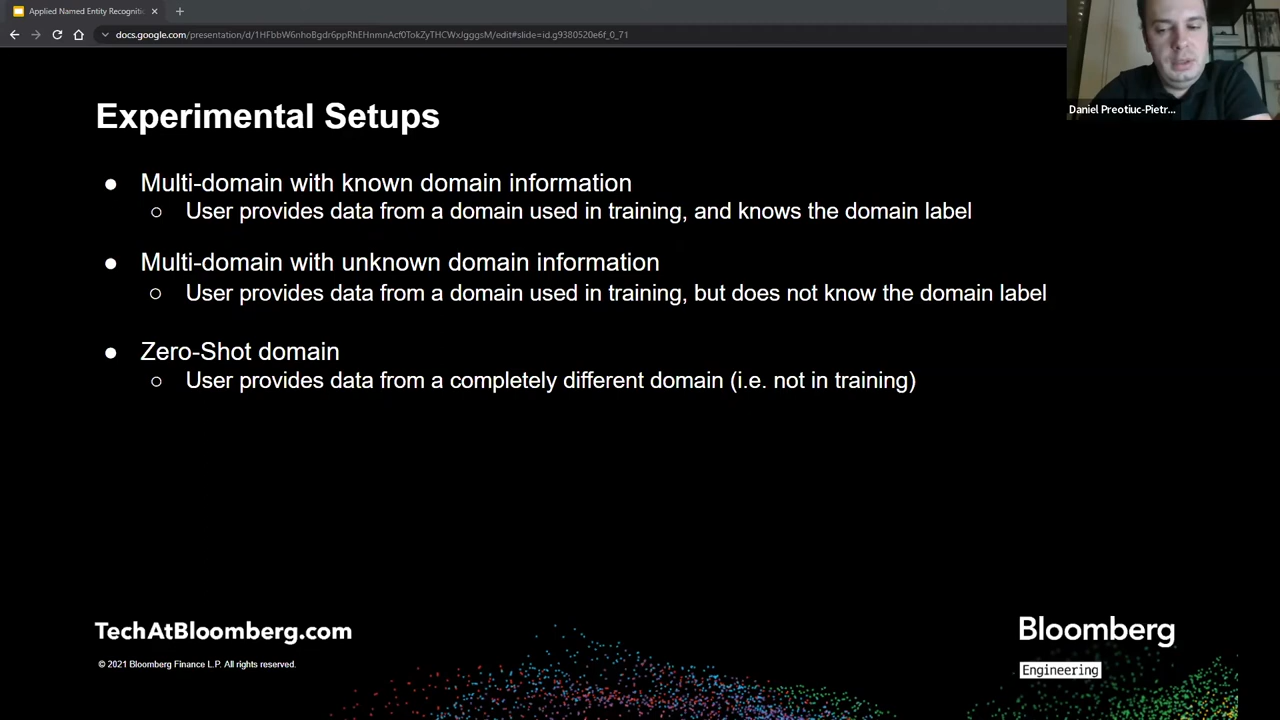 Applied Named Entity Recogniti
docs.google.com/presentation/d/1HFbbW6nhoBgdr6ppRhEHnmnAcf0TokZyTHCWxJgggsM/edit#slide=id.g9380520e6f_0_71
Daniel Preotiuc-Pietr...
Experimental Setups
● Multi-domain with known domain information
○ User provides data from a domain used in training, and knows the domain label
● Multi-domain with unknown domain information
○ User provides data from a domain used in training, but does not know the domain label
● Zero-Shot domain
○ User provides data from a completely different domain (i.e. not in training)
TechAtBloomberg.com
© 2021 Bloomberg Finance L.P. All rights reserved.
Bloomberg
Engineering